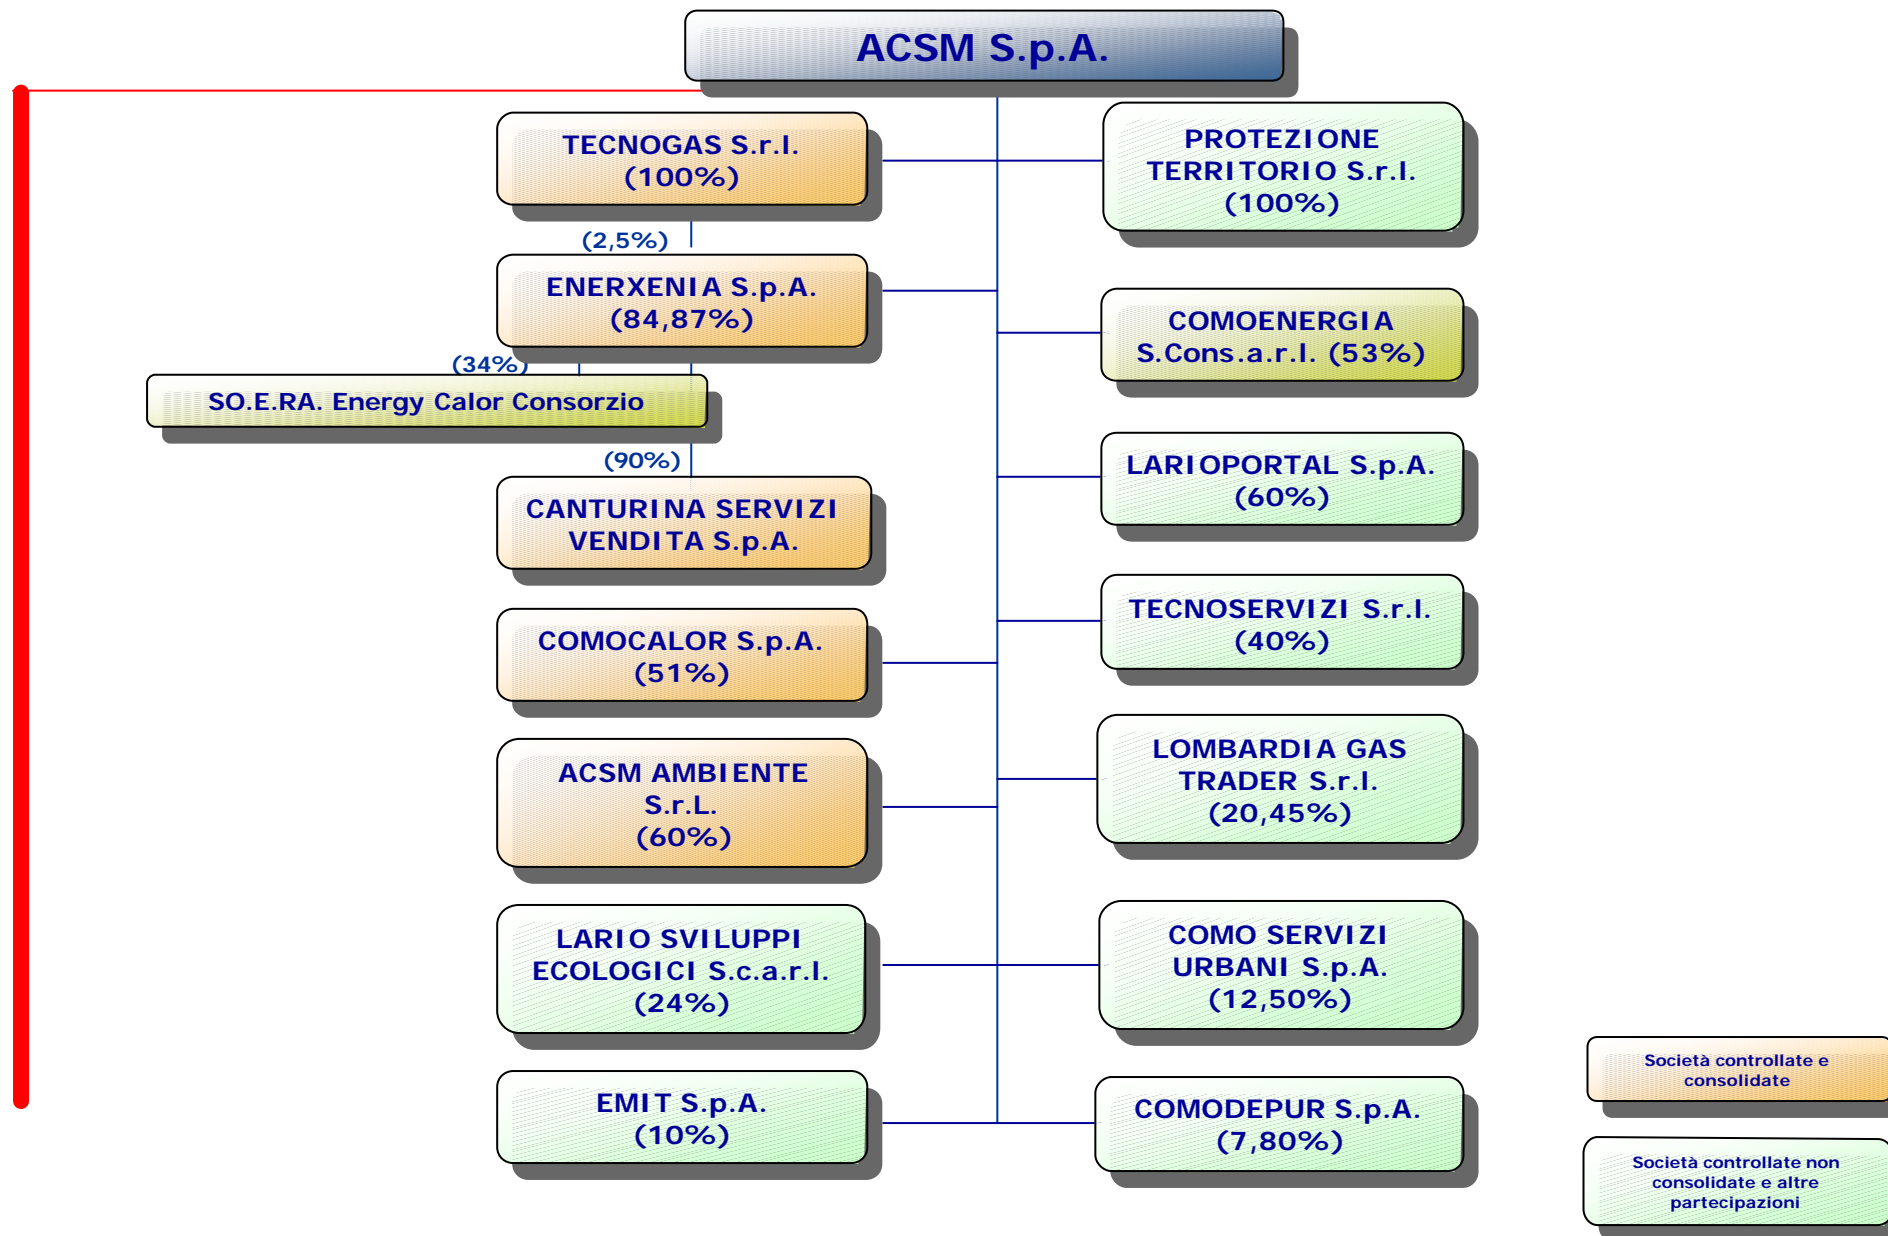 ACSM S.p.A.
TECNOGAS S.r.l.
(100%)
(2,5%)
ENERXENIA S.p.A.
(84,87%)
(34%)
SO.E.RA. Energy Calor Consorzio
(90%)
CANTURINA SERVIZI
VENDITA S.p.A.
COMOCALOR S.p.A.
(51%)
ACSM AMBIENTE
S.r.L.
(60%)
LARIO SVILUPPI
ECOLOGICI S.c.a.r.l.
(24%)
EMIT S.p.A.
(10%)
PROTEZIONE
TERRITORIO S.r.l.
(100%)
COMOENERGIA
S.Cons.a.r.l. (53%)
LARIOPORTAL S.p.A.
(60%)
TECNOSERVIZI S.r.l.
(40%)
LOMBARDIA GAS
TRADER S.r.l.
(20,45%)
COMO SERVIZI
URBANI S.p.A.
(12,50%)
COMODEPUR S.p.A.
(7,80%)
Società controllate e
consolidate
Società controllate non
consolidate e altre
partecipazioni